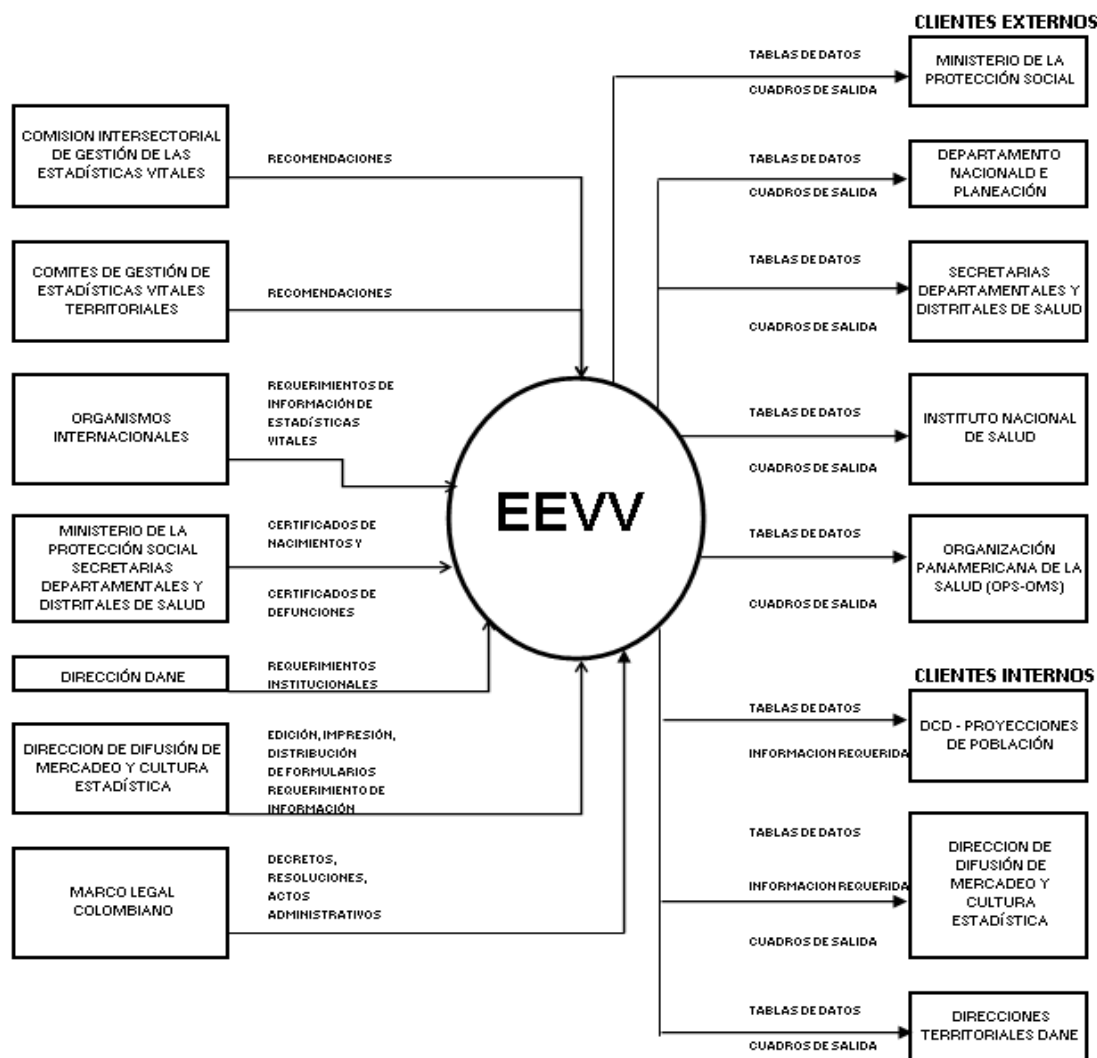 COMISION INTERSECTORIAL
DE GESTIÓN DE LAS
ESTADÍSTICAS VITALES
RECOMENDACIONES
COMITES DE GESTIÓN DE
ESTADÍSTICAS VITALES
TERRITORIALES
RECOMENDACIONES
ORGANISMOS
INTERNACIONALES
REQUERIMIENTOS DE
INFORMACIÓN DE
ESTADÍSTICAS
VITALES
MINISTERIO DE LA
PROTECCIÓN SOCIAL
SECRETARIAS
DEPARTAMENTALES Y
DISTRITALES DE SALUD
CERTIFICADOS DE
NACIMIENTOS Y
CERTIFICADOS DE
DEFUNCIONES
DIRECCIÓN DANE
REQUERIMIENTOS
INSTITUCIONALES
DIRECCION DE DIFUSIÓN DE
MERCADEO Y CULTURA
ESTADÍSTICA
EDICIÓN, IMPRESIÓN,
DISTRIBUCIÓN
DE FORMULARIOS
REQUERIMIENTO DE
INFORMACIÓN
MARCO LEGAL
COLOMBIANO
DECRETOS,
RESOLUCIONES,
ACTOS
ADMINISTRATIVOS
EEVV
CLIENTES EXTERNOS
TABLAS DE DATOS
CUADROS DE SALIDA
MINISTERIO DE LA
PROTECCIÓN SOCIAL
TABLAS DE DATOS
CUADROS DE SALIDA
DEPARTAMENTO
NACIONALD E
PLANEACIÓN
TABLAS DE DATOS
CUADROS DE SALIDA
SECRETARIAS
DEPARTAMENTALES Y
DISTRITALES DE SALUD
TABLAS DE DATOS
CUADROS DE SALIDA
INSTITUTO NACIONAL
DE SALUD
TABLAS DE DATOS
CUADROS DE SALIDA
ORGANIZACIÓN
PANAMERICANA DE LA
SALUD (OPS-OMS)
CLIENTES INTERNOS
TABLAS DE DATOS
INFORMACION REQUERIDA
DCD - PROYECCIONES
DE POBLACIÓN
TABLAS DE DATOS
INFORMACION REQUERIDA
CUADROS DE SALIDA
DIRECCION DE
DIFUSIÓN DE
MERCADEO Y
CULTURA
ESTADÍSTICA
TABLAS DE DATOS
CUADROS DE SALIDA
DIRECCIONES
TERRITORIALES DANE